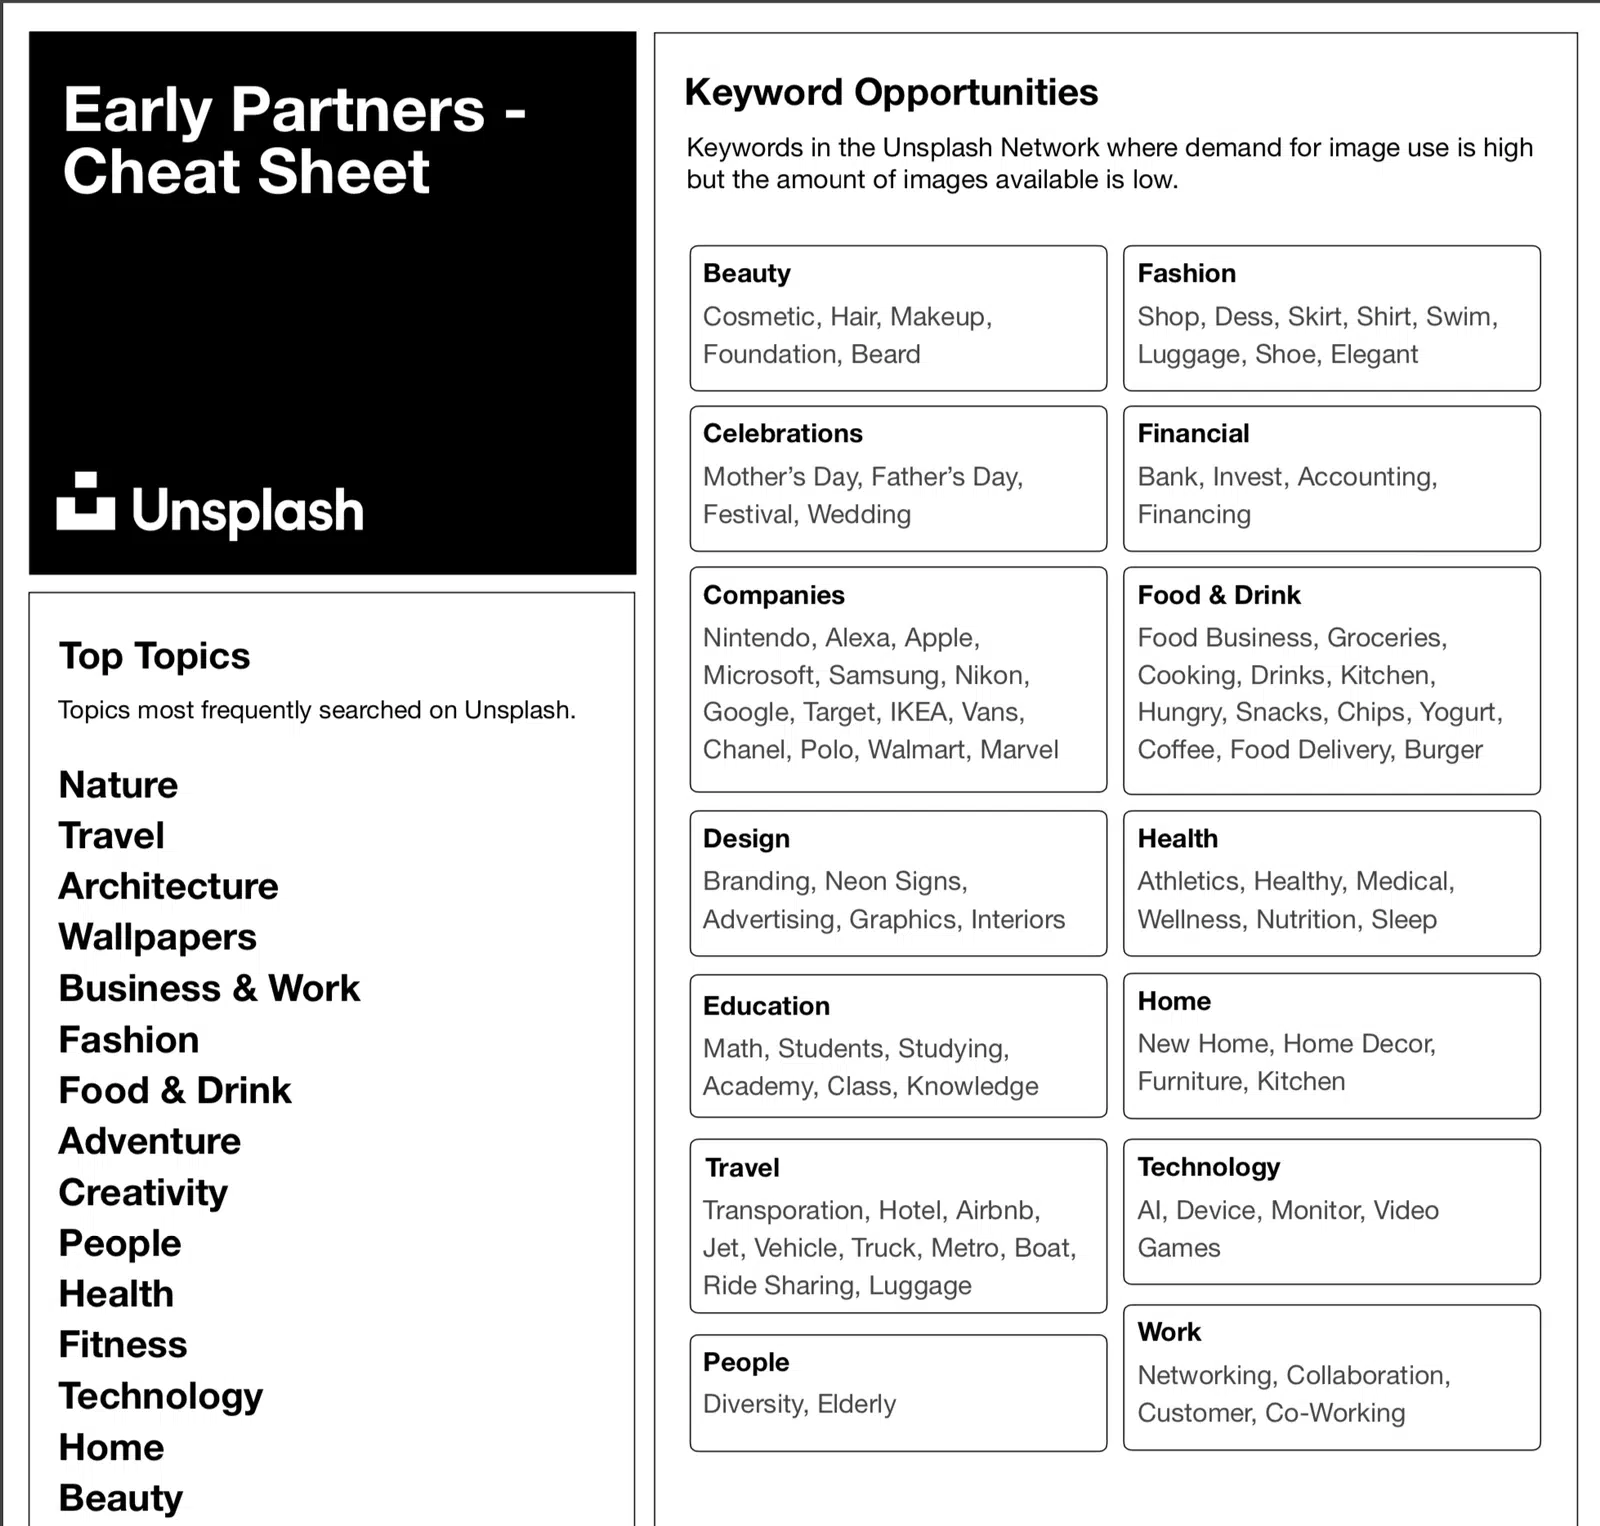 Early Partners -
Cheat Sheet
Unsplash
Top Topics
Topics most frequently searched on Unsplash.
Nature
Travel
Architecture
Wallpapers
Business & Work
Fashion
Food & Drink
Adventure
Creativity
People
Health
Fitness
Technology
Home
Beauty
Keyword Opportunities
Keywords in the Unsplash Network where demand for image use is high
but the amount of images available is low.
Beauty
Cosmetic, Hair, Makeup,
Foundation, Beard
Fashion
Shop, Dess, Skirt, Shirt, Swim,
Luggage, Shoe, Elegant
Celebrations
Mother’s Day, Father’s Day,
Festival, Wedding
Financial
Bank, Invest, Accounting,
Financing
Companies
Nintendo, Alexa, Apple,
Microsoft, Samsung, Nikon,
Google, Target, IKEA, Vans,
Chanel, Polo, Walmart, Marvel
Food & Drink
Food Business, Groceries,
Cooking, Drinks, Kitchen,
Hungry, Snacks, Chips, Yogurt,
Coffee, Food Delivery, Burger
Design
Branding, Neon Signs,
Advertising, Graphics, Interiors
Health
Athletics, Healthy, Medical,
Wellness, Nutrition, Sleep
Education
Math, Students, Studying,
Academy, Class, Knowledge
Home
New Home, Home Decor,
Furniture, Kitchen
Travel
Transporation, Hotel, Airbnb,
Jet, Vehicle, Truck, Metro, Boat,
Ride Sharing, Luggage
Technology
AI, Device, Monitor, Video
Games
People
Diversity, Elderly
Work
Networking, Collaboration,
Customer, Co-Working